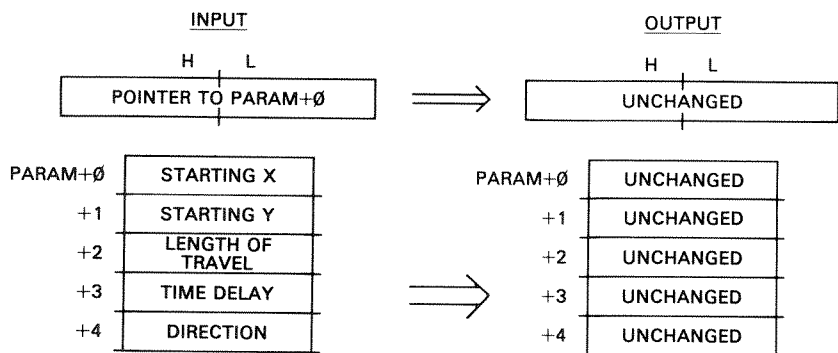 INPUT
OUTPUT
H L
H L
POINTER TO PARAM+Ø
UNCHANGED
PARAM+Ø STARTING X
+1 STARTING Y
+2 LENGTH OF
TRAVEL
+3 TIME DELAY
+4 DIRECTION
PARAM+Ø UNCHANGED
+1 UNCHANGED
+2 UNCHANGED
+3 UNCHANGED
+4 UNCHANGED